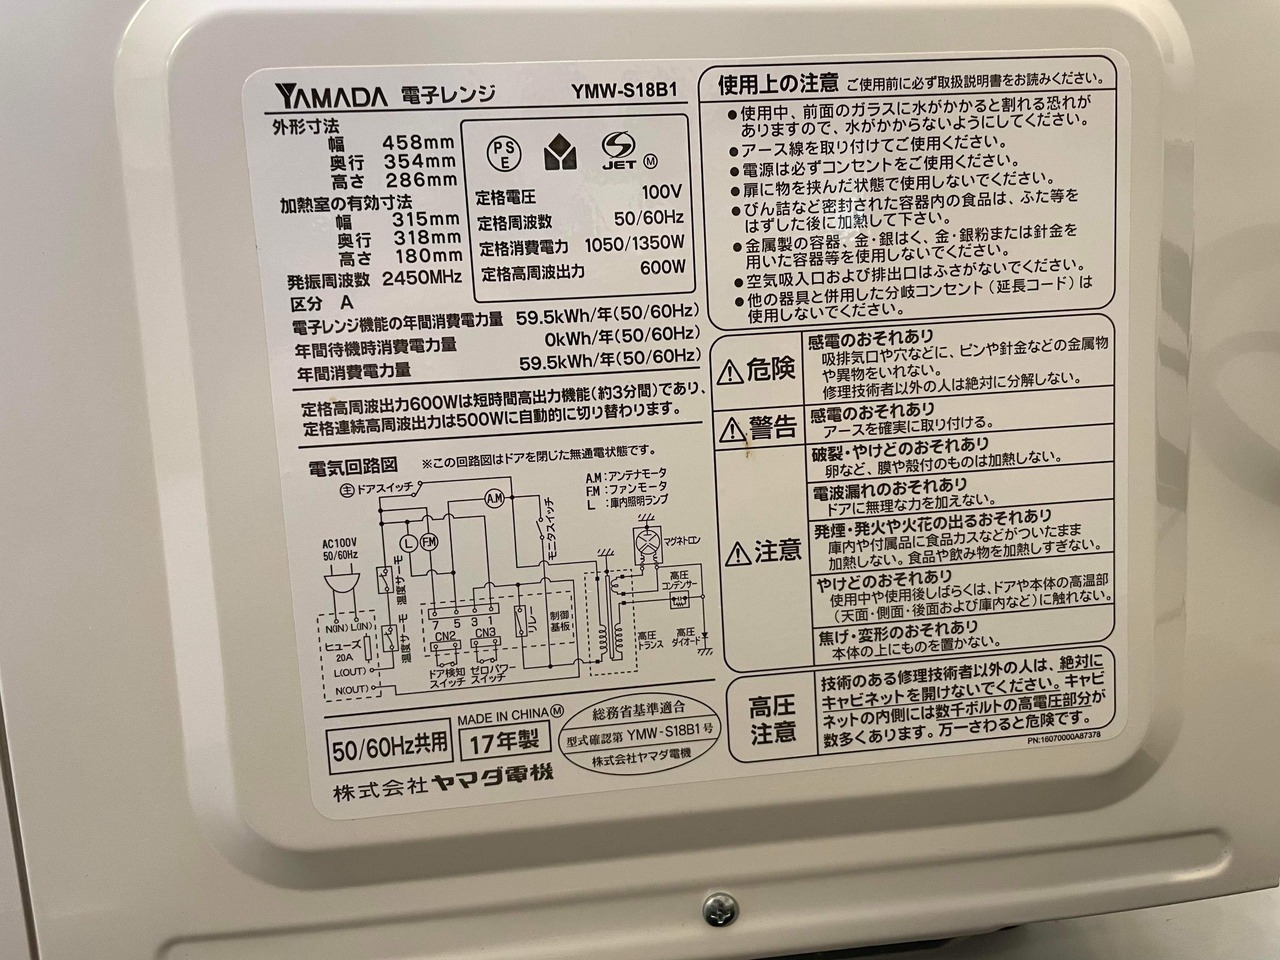 YAMADA 電子レンジ YMW-S18B1
外形寸法
幅 458mm
奥行 354mm
高さ 286mm
加熱室の有効寸法
幅 315mm
奥行 318mm
高さ 180mm
発振周波数 2450MHz
区分 A
PS
E
JET M
定格電圧 100V
定格周波数 50/60Hz
定格消費電力 1050/1350W
定格高周波出力 600W
電子レンジ機能の年間消費電力量 59.5kWh/年(50/60Hz)
年間待機時消費電力量 0kWh/年(50/60Hz)
年間消費電力量 59.5kWh/年(50/60Hz)
定格高周波出力600Wは短時間高出力機能(約3分間)であり、
定格連続高周波出力は500Wに自動的に切り替わります。
電気回路図 ※この回路図はドアを閉じた無通電状態です。
主 ドアスイッチ
A.M
A.M:アンテナモータ
F.M:ファンモータ
L :庫内照明ランプ
モニタスイッチ
AC100V
50/60Hz
L
F.M
マグネトロン
温度サーモ
高圧
コンデンサー
N(IN) L(IN)
ヒューズ
20A
温度サーモ
7 5 3 1
リレー
制御
基板
CN2 CN3
高圧
トランス
高圧
ダイオード
L(OUT)
N(OUT)
ドア検知
スイッチ
ゼロパワー
スイッチ
50/60Hz共用
MADE IN CHINA M
17年製
総務省基準適合
型式確認第 YMW-S18B1号
株式会社ヤマダ電機
株式会社 ヤマダ電機
使用上の注意 ご使用前に必ず取扱説明書をお読みください。
●使用中、前面のガラスに水がかかると割れる恐れが
ありますので、水がかからないようにしてください。
●アース線を取り付けてご使用ください。
●電源は必ずコンセントをご使用ください。
●扉に物を挟んだ状態で使用しないでください。
●びん詰など密封された容器内の食品は、ふた等を
はずした後に加熱して下さい。
●金属製の容器、金・銀はく、金・銀粉または針金を
用いた容器等を使用しないでください。
●空気吸入口および排出口はふさがないでください。
●他の器具と併用した分岐コンセント(延長コード)は
使用しないでください。
危険
感電のおそれあり
吸排気口や穴などに、ピンや針金などの金属物
や異物をいれない。
修理技術者以外の人は絶対に分解しない。
警告
感電のおそれあり
アースを確実に取り付ける。
注意
破裂・やけどのおそれあり
卵など、膜や殻付のものは加熱しない。
電波漏れのおそれあり
ドアに無理な力を加えない。
発煙・発火や火花の出るおそれあり
庫内や付属品に食品カスなどがついたまま
加熱しない。食品や飲み物を加熱しすぎない。
やけどのおそれあり
使用中や使用後しばらくは、ドアや本体の高温部
(天面・側面・後面および庫内など)に触れない。
焦げ・変形のおそれあり
本体の上にものを置かない。
高圧
注意
技術のある修理技術者以外の人は、絶対に
キャビネットを開けないでください。キャビ
ネットの内側には数千ボルトの高電圧部分が
数多くあります。万一さわると危険です。
PN:16070000A87378